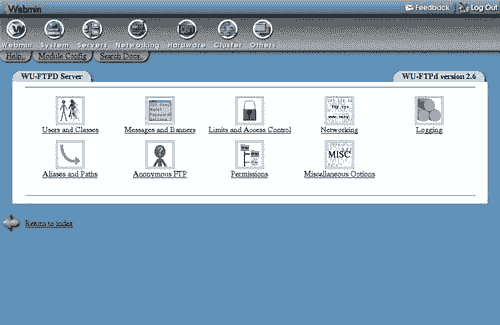 Webmin
Feedback Log Out
Webmin System Servers Networking Hardware Cluster Others
Help.. Module Config Search Docs..
WU-FTPD Server WU-FTPd version 2.6
Users and Classes Messages and Banners Limits and Access Control Networking Logging
MISC
Aliases and Paths Anonymous FTP Permissions Miscellaneous Options
Return to index